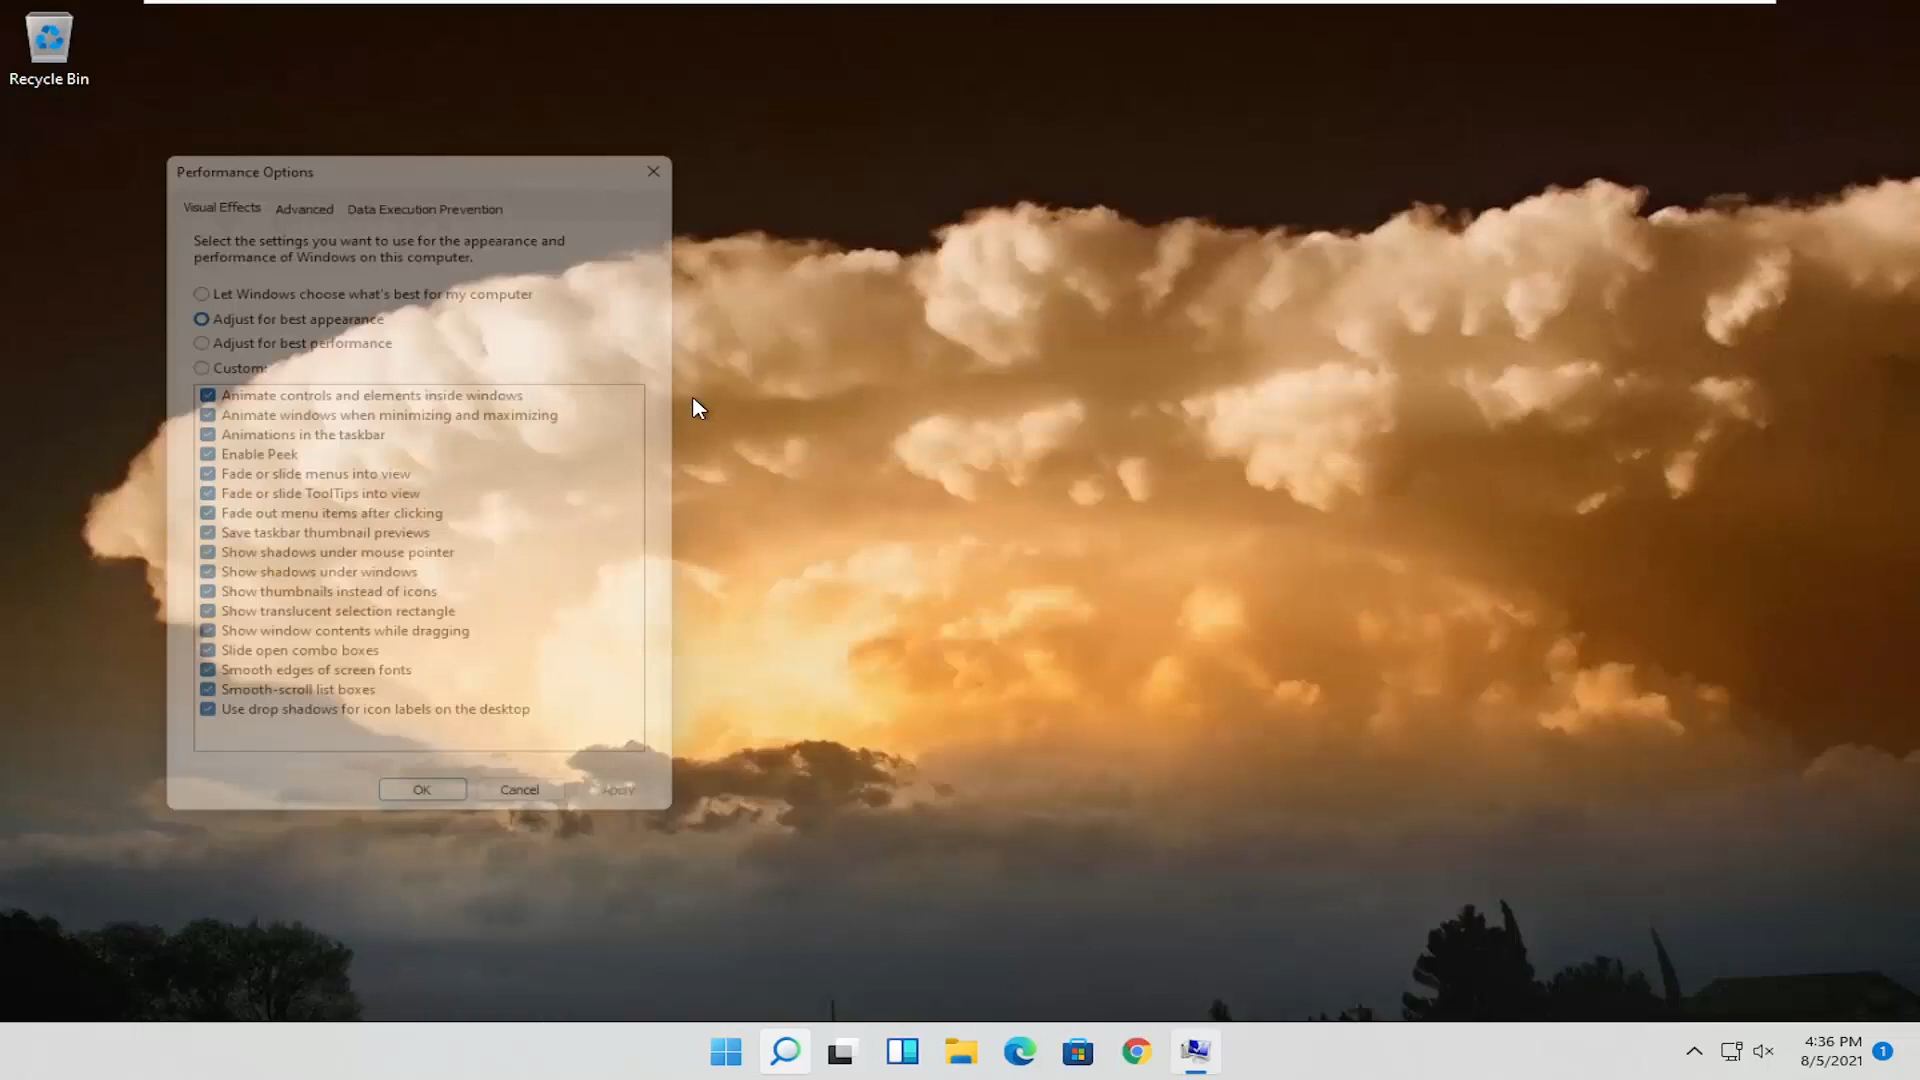 Recycle Bin
Performance Options
Visual Effects
Advanced
Data Execution Prevention
Select the settings you want to use for the appearance and
performance of Windows on this computer.
Let Windows choose what's best for my computer
Adjust for best appearance
Adjust for best performance
Custom:
Animate controls and elements inside windows
Animate windows when minimizing and maximizing
Animations in the taskbar
Enable Peek
Fade or slide menus into view
Fade or slide ToolTips into view
Fade out menu items after clicking
Save taskbar thumbnail previews
Show shadows under mouse pointer
Show shadows under windows
Show thumbnails instead of icons
Show translucent selection rectangle
Show window contents while dragging
Slide open combo boxes
Smooth edges of screen fonts
Smooth-scroll list boxes
Use drop shadows for icon labels on the desktop
OK
Cancel
Apply
4:36 PM
8/5/2021
1